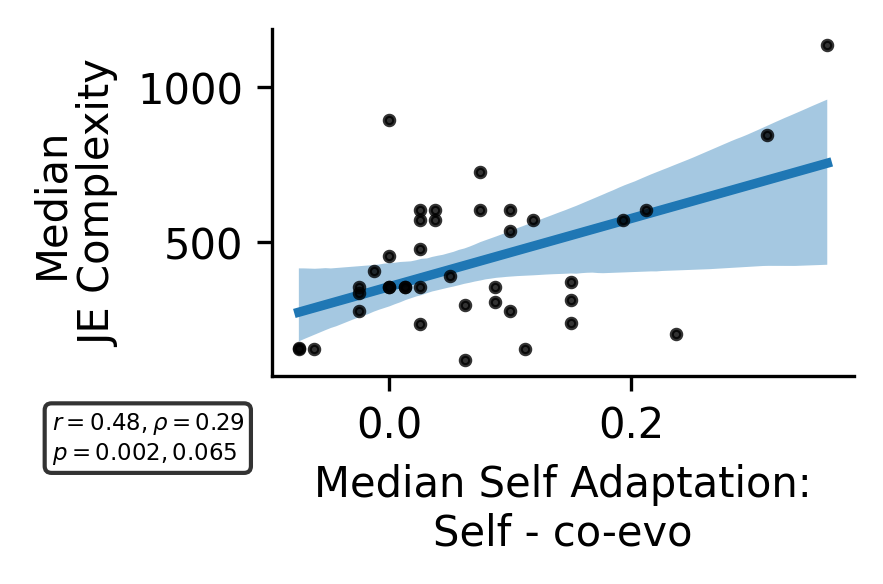 Median
JE Complexity
1000
500
0.0
0.2
Median Self Adaptation:
Self - co-evo
r = 0.48, ρ = 0.29
p = 0.002, 0.065